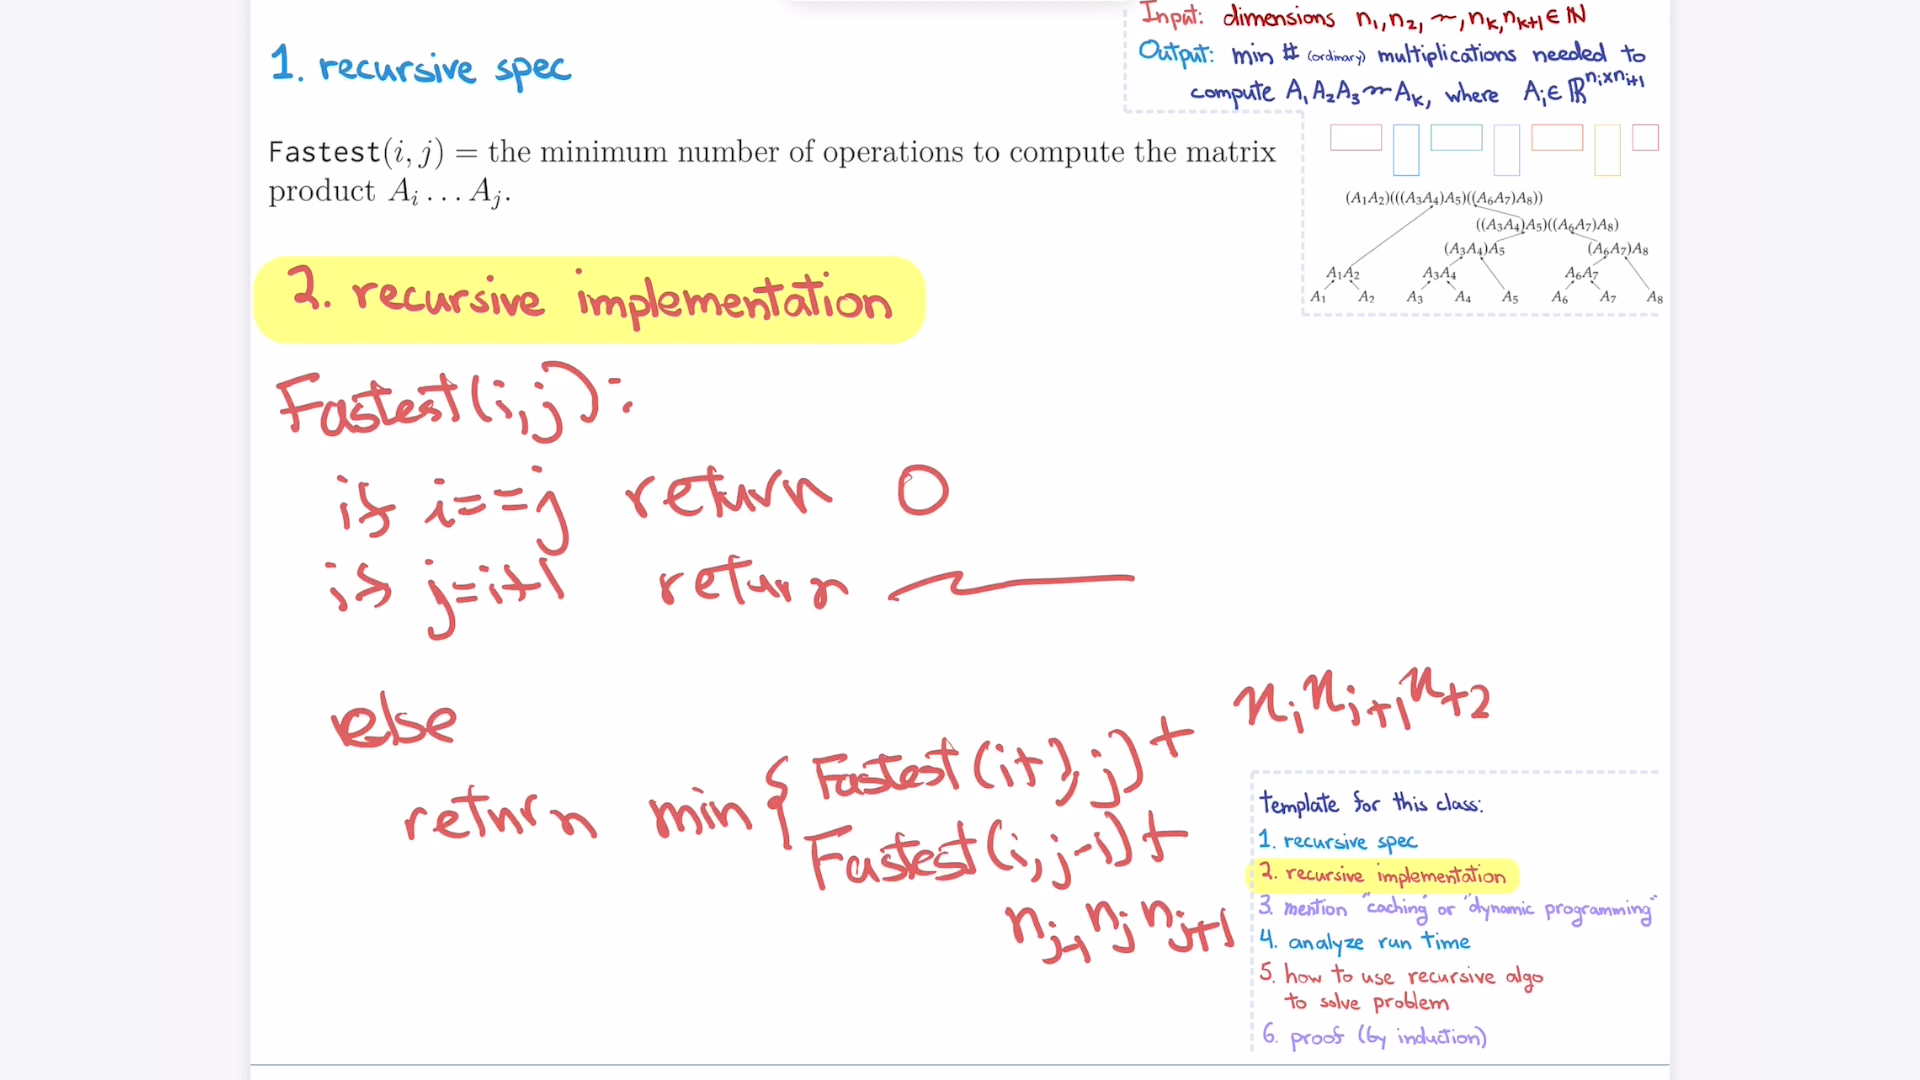 Input: dimensions n₁, n₂, ⋯, nₖ, nₖ₊₁ ∈ ℕ
Output: min # (ordinary) multiplications needed to
compute A₁A₂A₃⋯Aₖ, where Aᵢ ∈ ℝ^{nᵢ×nᵢ₊₁}
1. recursive spec
Fastest(i, j) = the minimum number of operations to compute the matrix
product Aᵢ … Aⱼ.
(A₁A₂)(((A₃A₄)A₅)((A₆A₇)A₈))
((A₃A₄)A₅)((A₆A₇)A₈)
(A₃A₄)A₅ (A₆A₇)A₈
A₁A₂ A₃A₄ A₆A₇
A₁ A₂ A₃ A₄ A₅ A₆ A₇ A₈
2. recursive implementation
Fastest(i,j):
if i==j return 0
if j=i+1 return
else
return min { Fastest(i+1, j) + nᵢ nᵢ₊₁ n₊₂
Fastest(i, j-1) +
nⱼ₋₁ nⱼ nⱼ₊₁
template for this class:
1. recursive spec
2. recursive implementation
3. mention "caching" or "dynamic programming"
4. analyze run time
5. how to use recursive algo
to solve problem
6. proof (by induction)